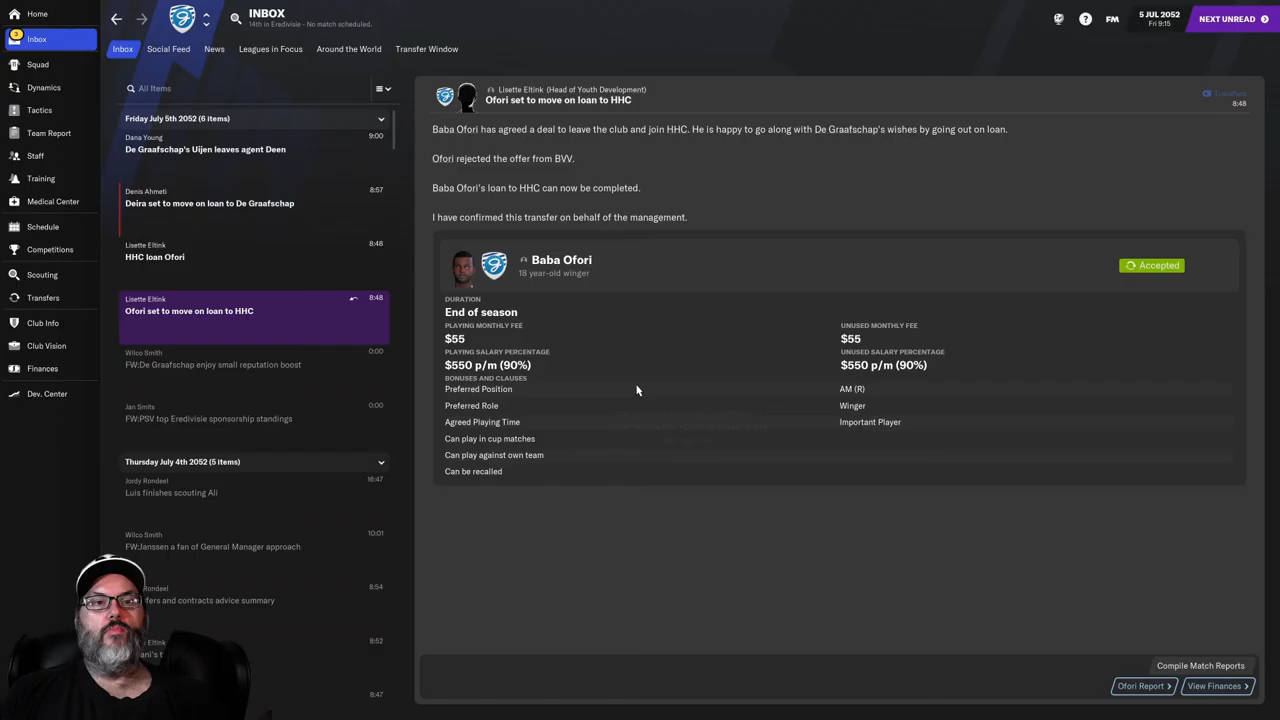 Home
INBOX
14th in Eredivisie - No match scheduled.
FM
5 JUL 2052
Fri 9:15
NEXT UNREAD
3
Inbox
Inbox
Social Feed
News
Leagues in Focus
Around the World
Transfer Window
Squad
Dynamics
Tactics
Team Report
Staff
Training
Medical Center
Schedule
Competitions
Scouting
Transfers
Club Info
Club Vision
Finances
Dev. Center
All Items
Friday July 5th 2052 (6 items)
Dana Young
9:00
De Graafschap's Uijen leaves agent Deen
Denis Ahmeti
8:57
Deira set to move on loan to De Graafschap
Lisette Eltink
8:48
HHC loan Ofori
Lisette Eltink
8:48
Ofori set to move on loan to HHC
Wilco Smith
0:00
FW:De Graafschap enjoy small reputation boost
Jan Smits
0:00
FW:PSV top Eredivisie sponsorship standings
Thursday July 4th 2052 (5 items)
Jordy Rondeel
16:47
Luis finishes scouting Ali
Wilco Smith
10:01
FW:Janssen a fan of General Manager approach
Rondeel
8:54
fers and contracts advice summary
Eltink
8:52
8:47
Lisette Eltink (Head of Youth Development)
Ofori set to move on loan to HHC
Transfers
8:48
Baba Ofori has agreed a deal to leave the club and join HHC. He is happy to go along with De Graafschap's wishes by going out on loan.
Ofori rejected the offer from BVV.
Baba Ofori's loan to HHC can now be completed.
I have confirmed this transfer on behalf of the management.
Baba Ofori
18 year-old winger
Accepted
DURATION
End of season
PLAYING MONTHLY FEE
UNUSED MONTHLY FEE
$55
$55
PLAYING SALARY PERCENTAGE
UNUSED SALARY PERCENTAGE
$550 p/m (90%)
$550 p/m (90%)
BONUSES AND CLAUSES
Preferred Position
AM (R)
Preferred Role
Winger
Agreed Playing Time
Important Player
Can play in cup matches
Can play against own team
Can be recalled
Compile Match Reports
Ofori Report
View Finances